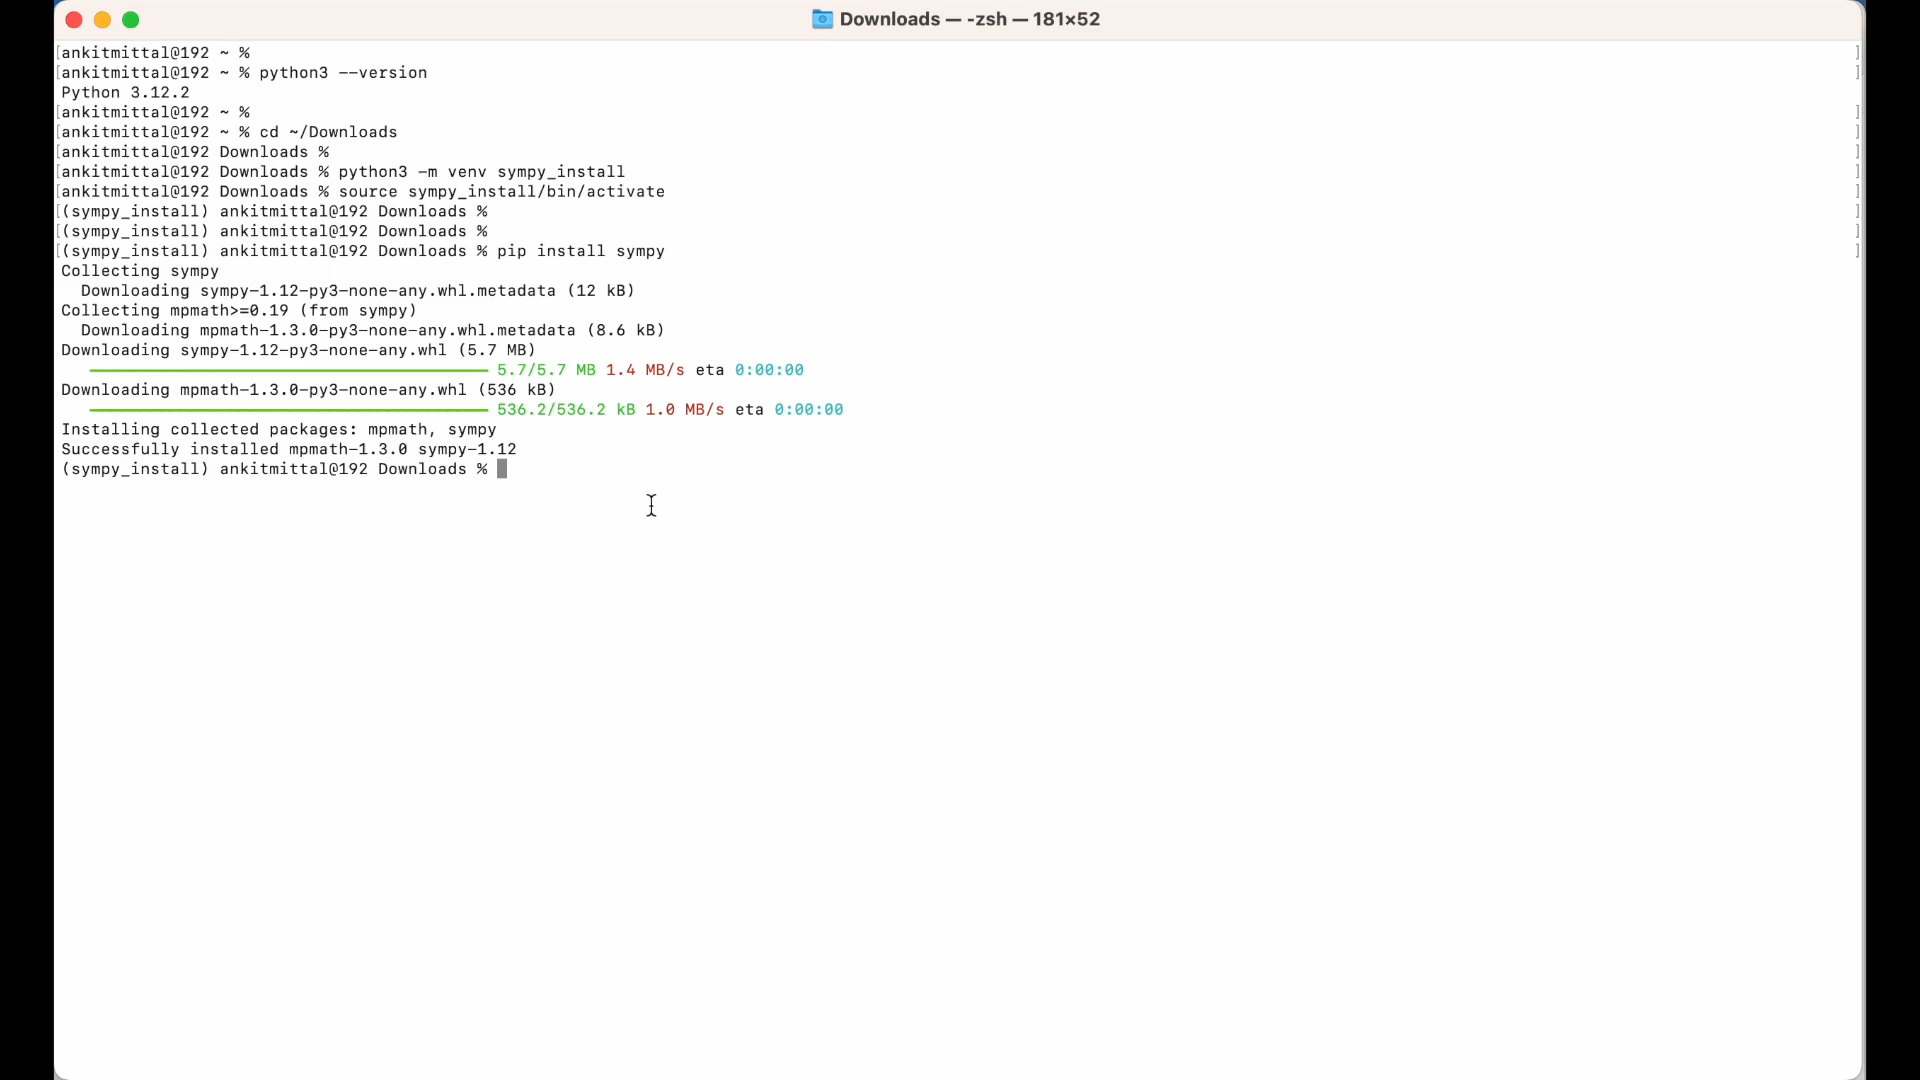 Downloads — -zsh — 181×52
[ankitmittal@192 ~ % ]
[ankitmittal@192 ~ % python3 --version ]
Python 3.12.2
[ankitmittal@192 ~ % ]
[ankitmittal@192 ~ % cd ~/Downloads ]
[ankitmittal@192 Downloads % ]
[ankitmittal@192 Downloads % python3 -m venv sympy_install ]
[ankitmittal@192 Downloads % source sympy_install/bin/activate ]
[(sympy_install) ankitmittal@192 Downloads % ]
[(sympy_install) ankitmittal@192 Downloads % ]
[(sympy_install) ankitmittal@192 Downloads % pip install sympy ]
Collecting sympy
  Downloading sympy-1.12-py3-none-any.whl.metadata (12 kB)
Collecting mpmath>=0.19 (from sympy)
  Downloading mpmath-1.3.0-py3-none-any.whl.metadata (8.6 kB)
Downloading sympy-1.12-py3-none-any.whl (5.7 MB)
5.7/5.7 MB 1.4 MB/s eta 0:00:00
Downloading mpmath-1.3.0-py3-none-any.whl (536 kB)
536.2/536.2 kB 1.0 MB/s eta 0:00:00
Installing collected packages: mpmath, sympy
Successfully installed mpmath-1.3.0 sympy-1.12
(sympy_install) ankitmittal@192 Downloads %